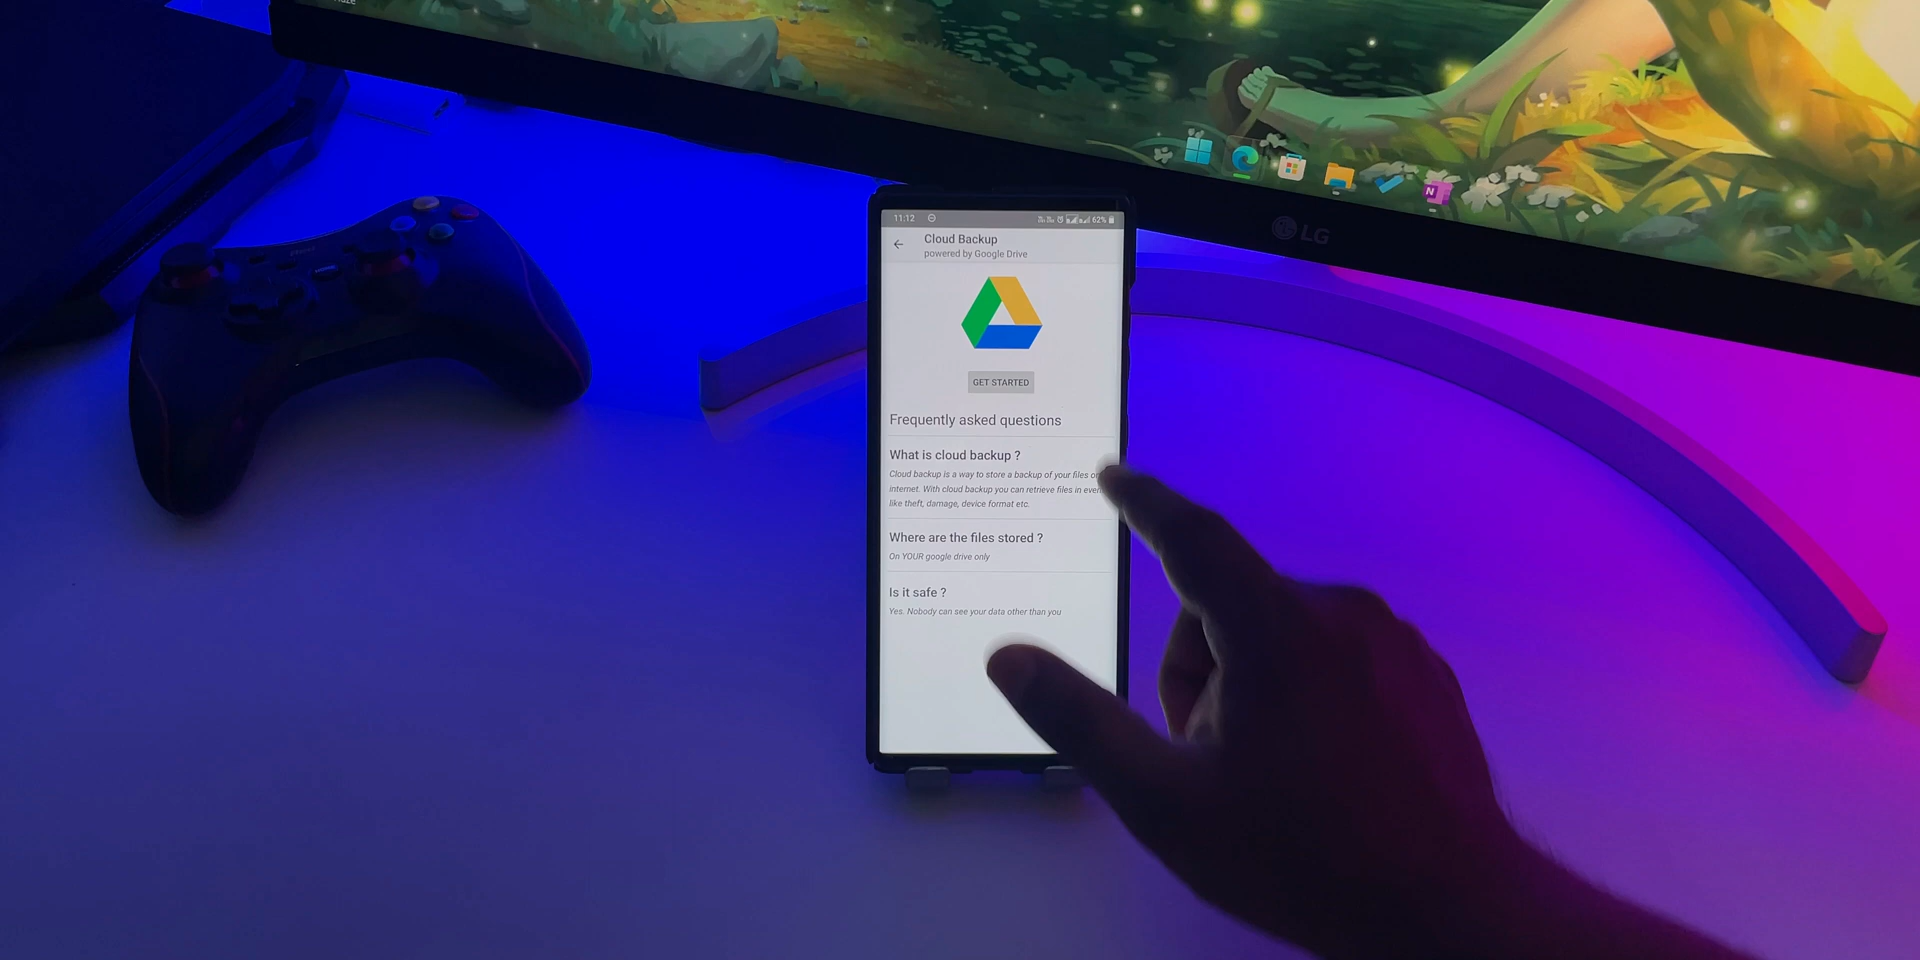 11:12
62%
Cloud Backup
powered by Google Drive
GET STARTED
Frequently asked questions
What is cloud backup ?
Cloud backup is a way to store a backup of your files
internet. With cloud backup you can retrieve files in
like theft, damage, device format etc.
Where are the files stored ?
On YOUR google drive only
Is it safe ?
Yes. Nobody can see your data other than you
N
LG